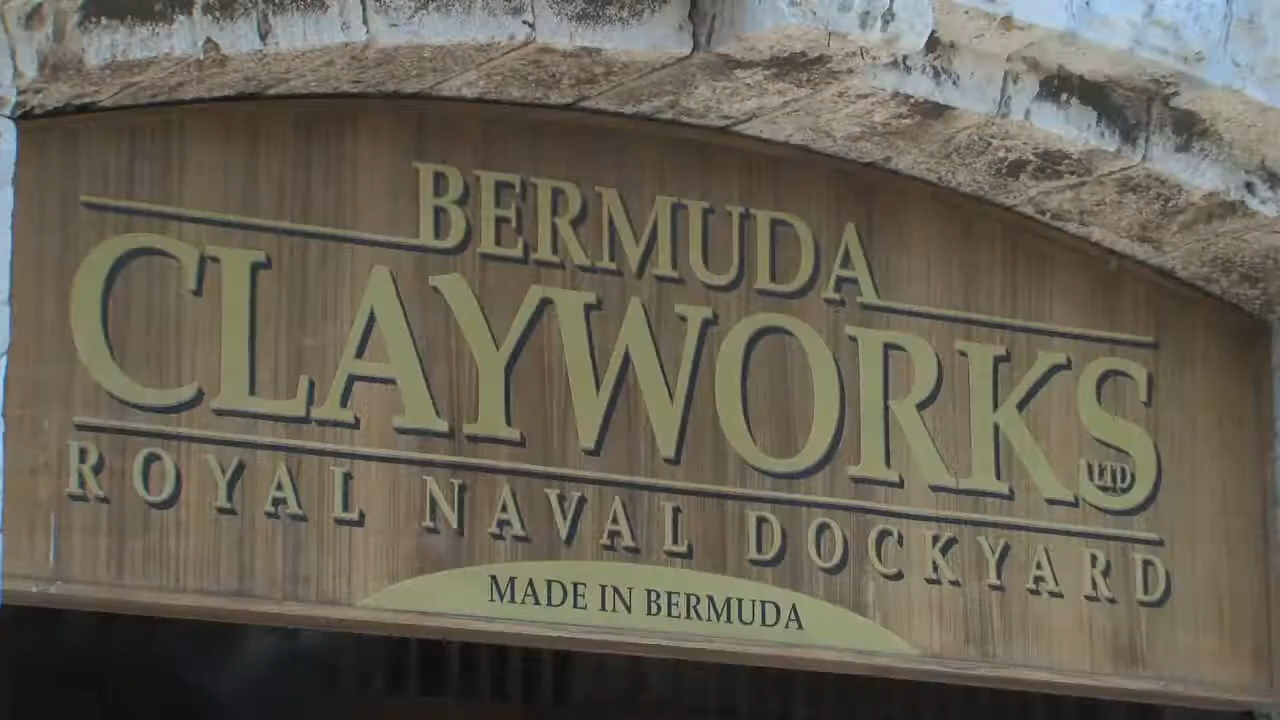 BERMUDA
CLAYWORKS LTD
ROYAL NAVAL DOCKYARD
MADE IN BERMUDA